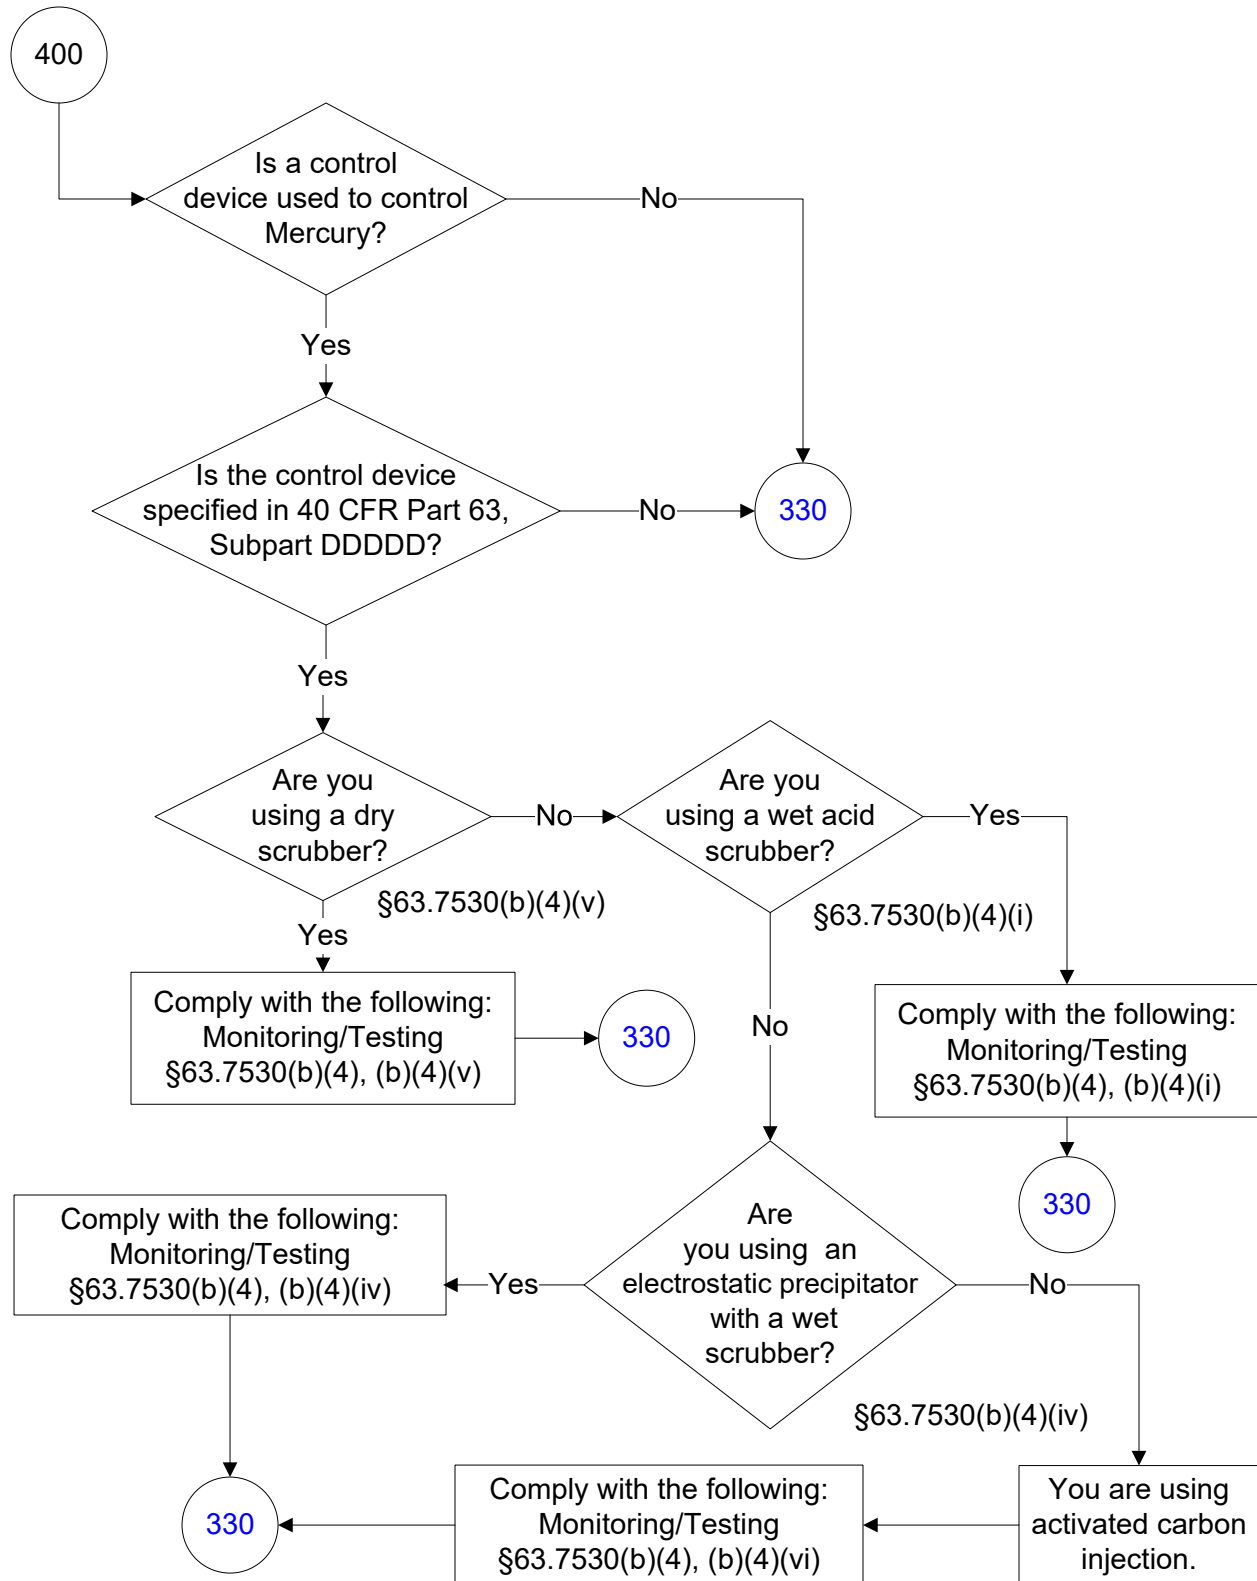 400
Is a control
device used to control
Mercury?
No
Yes
Is the control device
specified in 40 CFR Part 63,
Subpart DDDDD?
No
330
Yes
Are you
using a dry
scrubber?
No
Are you
using a wet acid
scrubber?
Yes
§63.7530(b)(4)(v)
§63.7530(b)(4)(i)
Yes
Comply with the following:
Monitoring/Testing
§63.7530(b)(4), (b)(4)(v)
330
No
Comply with the following:
Monitoring/Testing
§63.7530(b)(4), (b)(4)(i)
330
Comply with the following:
Monitoring/Testing
§63.7530(b)(4), (b)(4)(iv)
Yes
Are
you using  an
electrostatic precipitator
with a wet
scrubber?
No
§63.7530(b)(4)(iv)
330
Comply with the following:
Monitoring/Testing
§63.7530(b)(4), (b)(4)(vi)
You are using
activated carbon
injection.